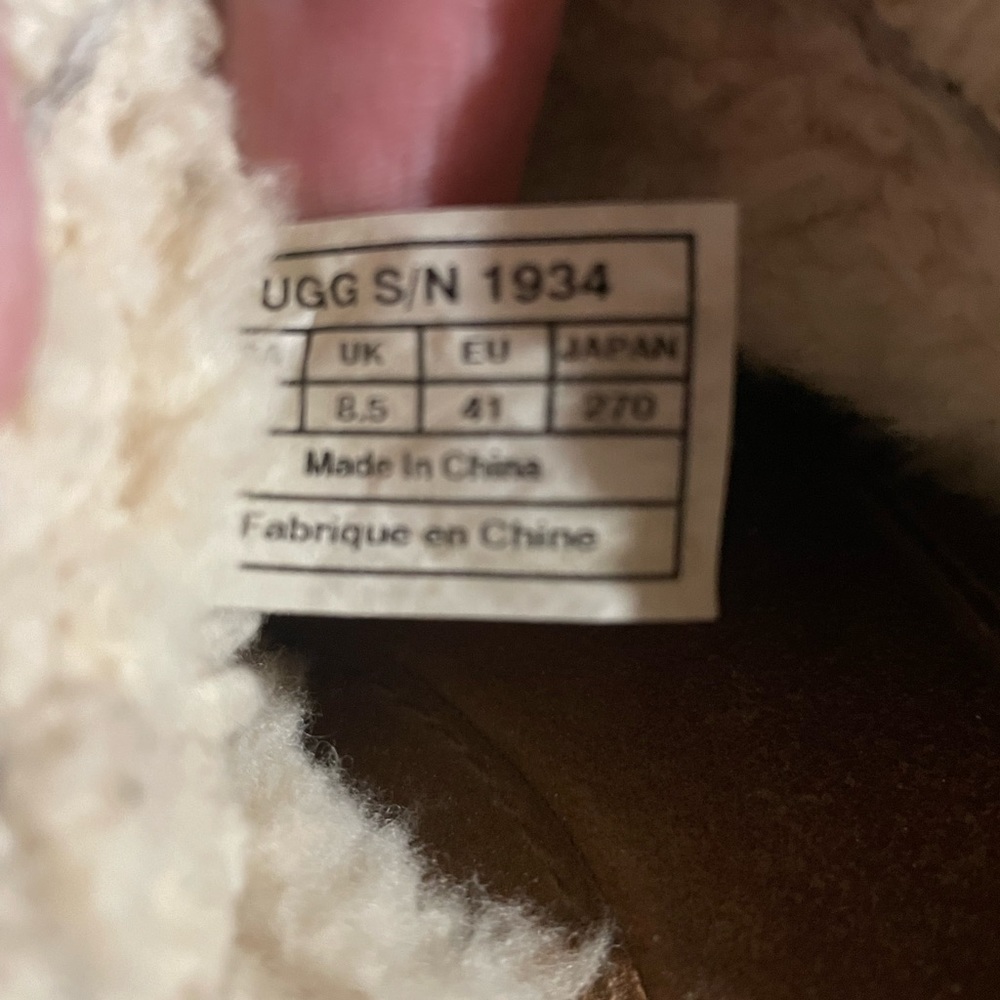 UGG S/N 1934
UK EU JAPAN
8.5 41 270
Made In China
Fabrique en Chine